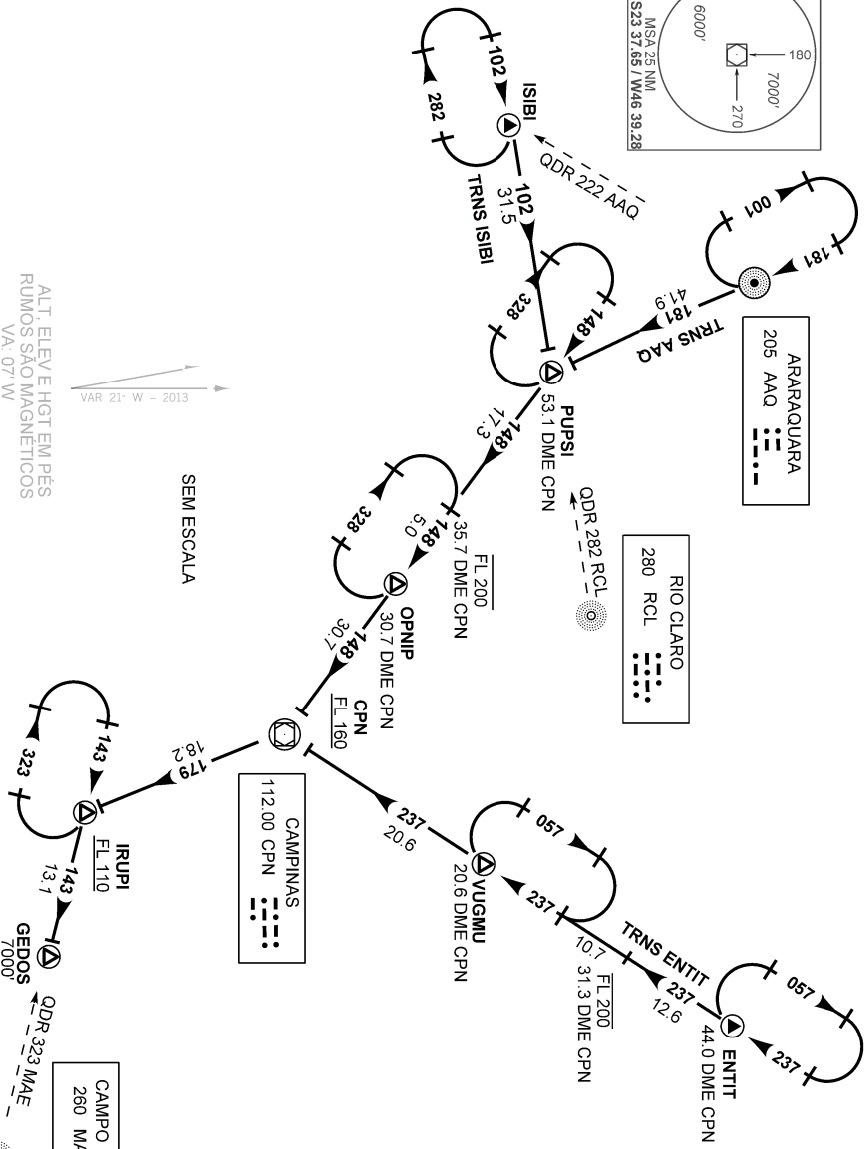 MSA 25 NM
S23 37.65 / W46 39.28
6000'
7000'
180
270
ISIBI
102
282
QDR 222 AAQ
102
31.5
TRNS ISIBI
001
181
181
41.9
TRNS AAQ
ARARAQUARA
205 AAQ
328
148
PUPSI
53.1 DME CPN
148
17.3
QDR 282 RCL
RIO CLARO
280 RCL
FL 200
35.7 DME CPN
148
5.0
328
OPNIP
30.7 DME CPN
148
30.7
CPN
FL 160
CAMPINAS
112.00 CPN
179
18.2
143
323
IRUPI
FL 110
143
13.1
GEDOS
7000'
QDR 323 MAE
CAMPO
260 MA
237
20.6
VUGMU
20.6 DME CPN
057
237
10.7
FL 200
31.3 DME CPN
TRNS ENTIT
237
12.6
ENTIT
44.0 DME CPN
057
237
SEM ESCALA
VAR 21° W - 2013
ALT, ELEV E HGT EM PÉS
RUMOS SÃO MAGNÉTICOS
VA: 07' W